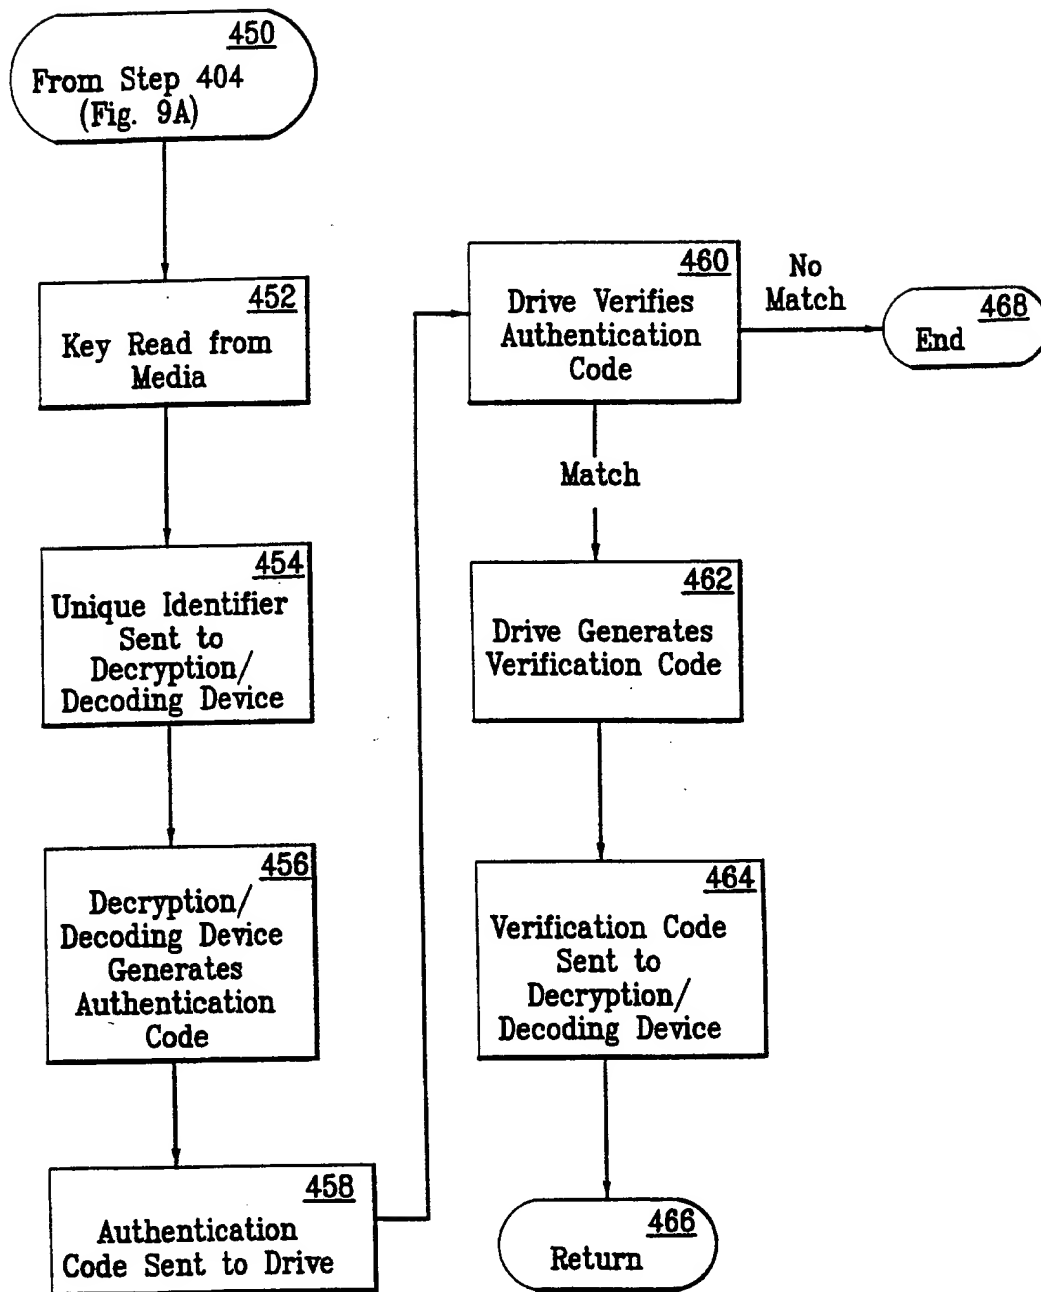 450
From Step 404
(Fig. 9A)
452
Key Read from
Media
454
Unique Identifier
Sent to
Decryption/
Decoding Device
456
Decryption/
Decoding Device
Generates
Authentication
Code
458
Authentication
Code Sent to Drive
460
Drive Verifies
Authentication
Code
No
Match
468
End
Match
462
Drive Generates
Verification Code
464
Verification Code
Sent to
Decryption/
Decoding Device
466
Return